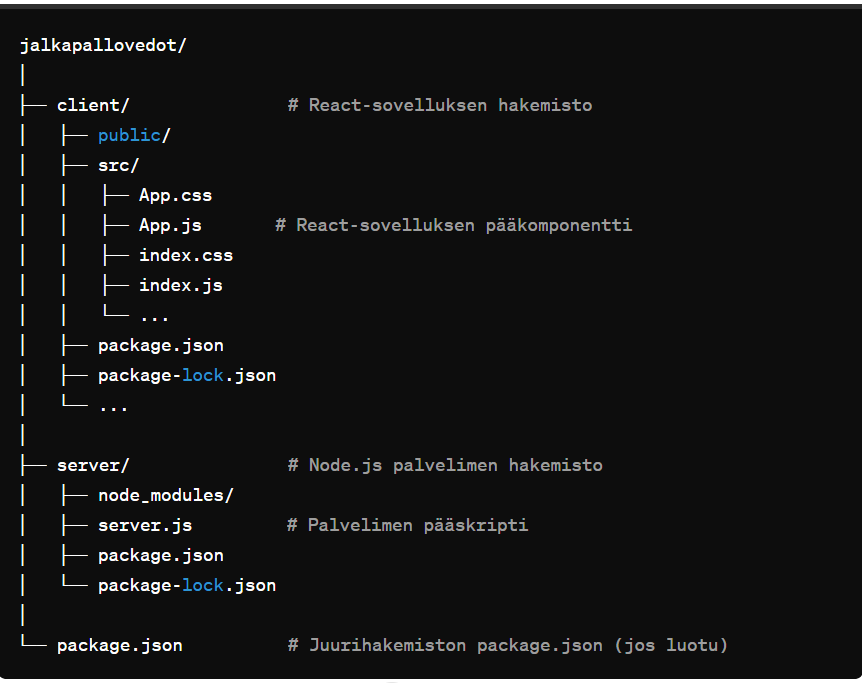 jalkapallovedot/
│
├── client/               # React-sovelluksen hakemisto
│   ├── public/
│   ├── src/
│   │   ├── App.css
│   │   ├── App.js       # React-sovelluksen pääkomponentti
│   │   ├── index.css
│   │   ├── index.js
│   │   └── ...
│   ├── package.json
│   ├── package-lock.json
│   └── ...
│
├── server/               # Node.js palvelimen hakemisto
│   ├── node_modules/
│   ├── server.js         # Palvelimen pääskripti
│   ├── package.json
│   └── package-lock.json
│
└── package.json          # Juurihakemiston package.json (jos luotu)